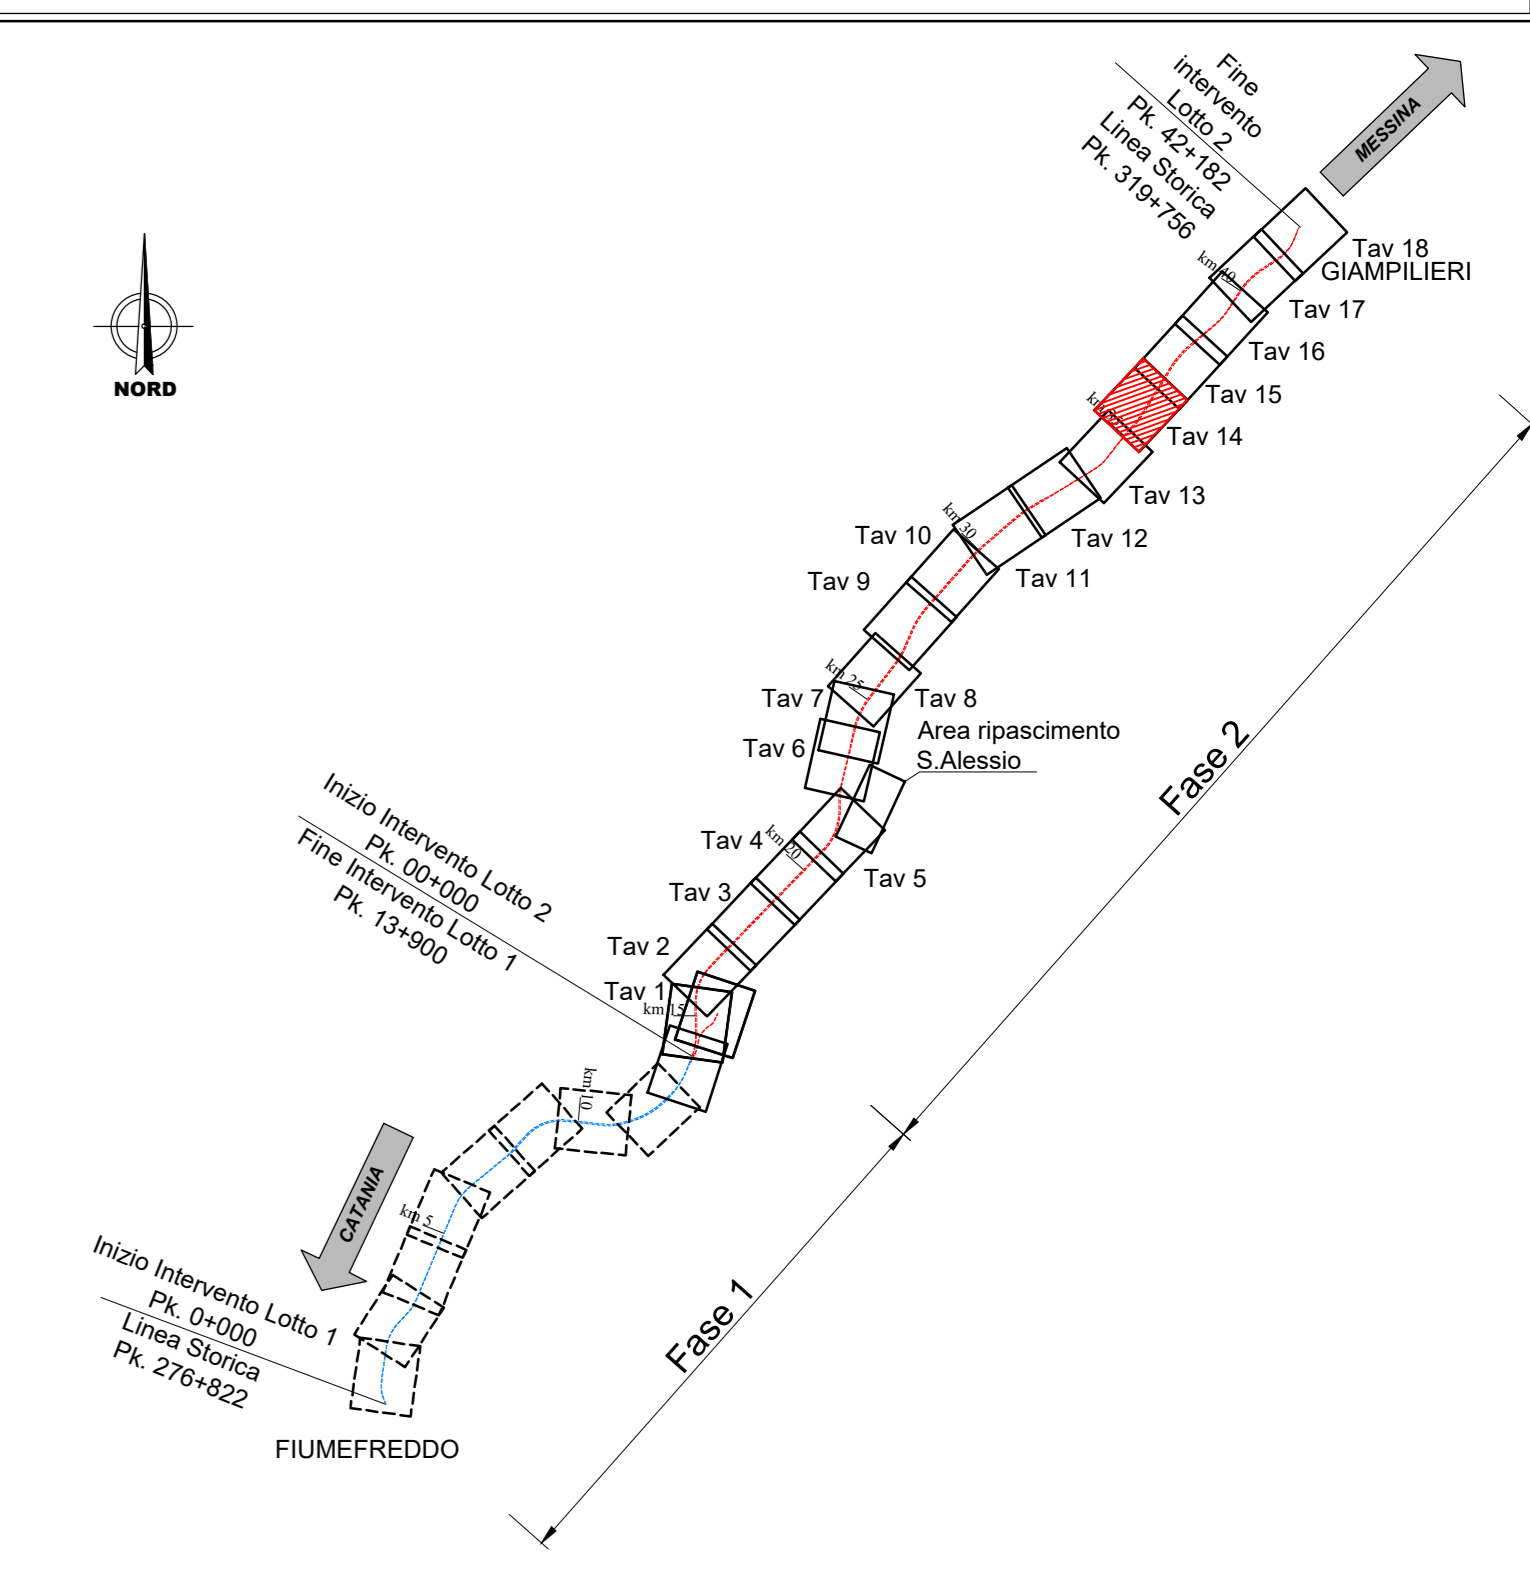 Fine
intervento
Lotto 2
Pk. 42+182
Linea Storica
Pk. 319+756
MESSINA
NORD
Tav 18
GIAMPILIERI
km 40
Tav 17
Tav 16
Tav 15
Tav 14
Tav 13
Tav 12
Tav 11
km 30
Tav 10
Tav 9
km 25
Tav 8
Tav 7
Tav 6
Area ripascimento
S.Alessio
Fase 2
km 20
Tav 4
Tav 5
Tav 3
Tav 2
Tav 1
km 15
Inizio Intervento Lotto 2
Pk. 00+000
Fine Intervento Lotto 1
Pk. 13+900
km 10
km 5
CATANIA
Inizio Intervento Lotto 1
Pk. 0+000
Linea Storica
Pk. 276+822
Fase 1
FIUMEFREDDO